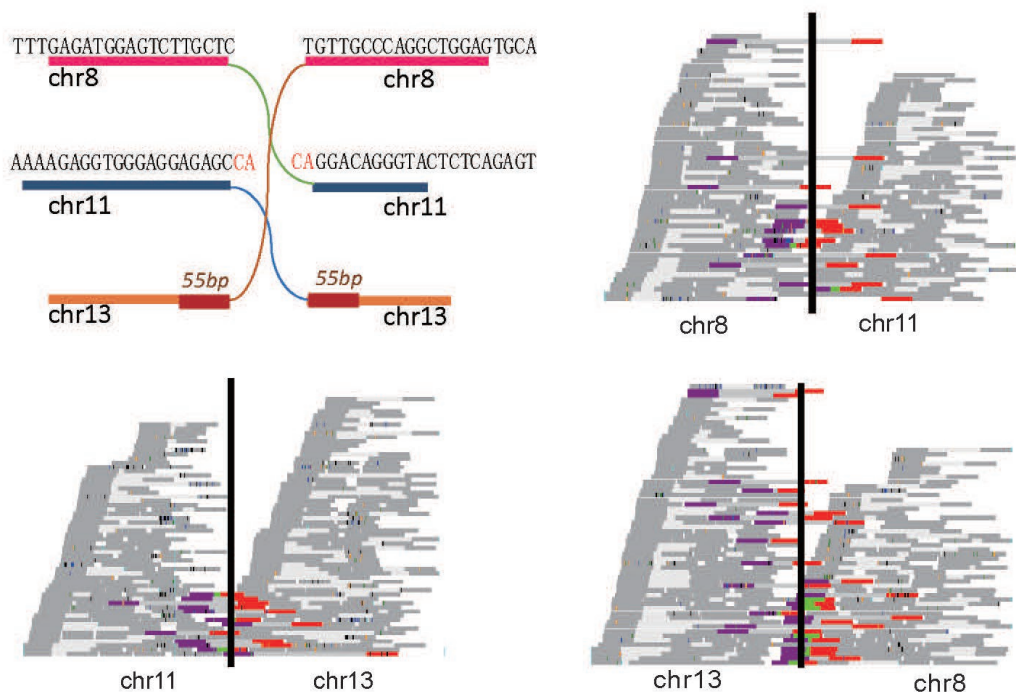 TTTGAGATGGAGTCTTGCTC TGTTGCCCAGGCTGGAGTGCA
chr8 chr8
AAAAGAGGTGGGAGGAGAGCCA CAGGACAGGGTACTCTCAGAGT
chr11 chr11
55bp 55bp
chr13 chr13
chr8 chr11
chr11 chr13
chr13 chr8